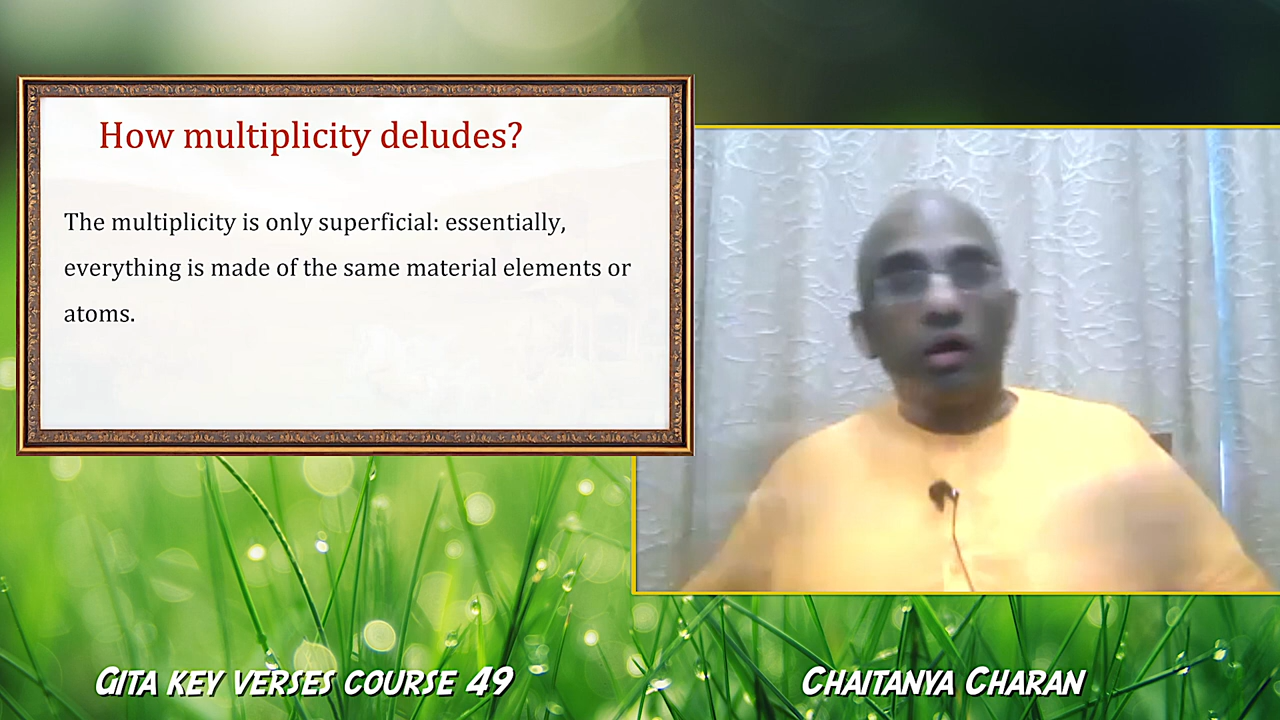 How multiplicity deludes?
The multiplicity is only superficial: essentially,
everything is made of the same material elements or
atoms.
GITA KEY VERSES COURSE 49
CHAITANYA CHARAN